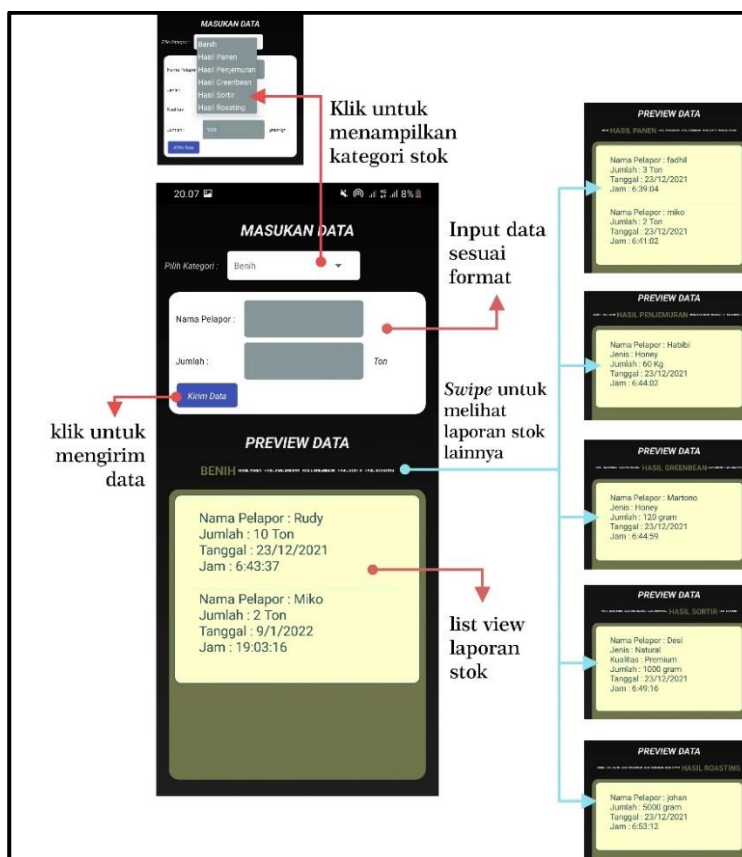 MASUKAN DATA
Pilih Kategori :
Benih
Hasil Panen
Hasil Penjemuran
Hasil Greenbean
Hasil Sortir
Hasil Roasting
Nama Pelapor
Jenis :
Kualitas :
Jumlah :
Kirim Data
Klik untuk
menampilkan
kategori stok
20.07
8%
MASUKAN DATA
Pilih Kategori : Benih
Nama Pelapor :
Jumlah : Ton
Kirim Data
Input data
sesuai
format
klik untuk
mengirim
data
Swipe untuk
melihat
laporan stok
lainnya
PREVIEW DATA
BENIH
Nama Pelapor : Rudy
Jumlah : 10 Ton
Tanggal : 23/12/2021
Jam : 6:43:37
Nama Pelapor : Miko
Jumlah : 2 Ton
Tanggal : 9/1/2022
Jam : 19:03:16
list view
laporan
stok
PREVIEW DATA
HASIL PANEN
Nama Pelapor : fadhil
Jumlah : 3 Ton
Tanggal : 23/12/2021
Jam : 6:39:04
Nama Pelapor : miko
Jumlah : 2 Ton
Tanggal : 23/12/2021
Jam : 6:41:02
PREVIEW DATA
HASIL PENJEMURAN
Nama Pelapor : Habibi
Jenis : Honey
Jumlah : 60 Kg
Tanggal : 23/12/2021
Jam : 6:44:02
PREVIEW DATA
HASIL GREENBEAN
Nama Pelapor : Martono
Jenis : Honey
Jumlah : 120 gram
Tanggal : 23/12/2021
Jam : 6:44:59
PREVIEW DATA
HASIL SORTIR
Nama Pelapor : Desi
Jenis : Natural
Kualitas : Premium
Jumlah : 1000 gram
Tanggal : 23/12/2021
Jam : 6:49:16
PREVIEW DATA
HASIL ROASTING
Nama Pelapor : johan
Jumlah : 5000 gram
Tanggal : 23/12/2021
Jam : 6:53:12